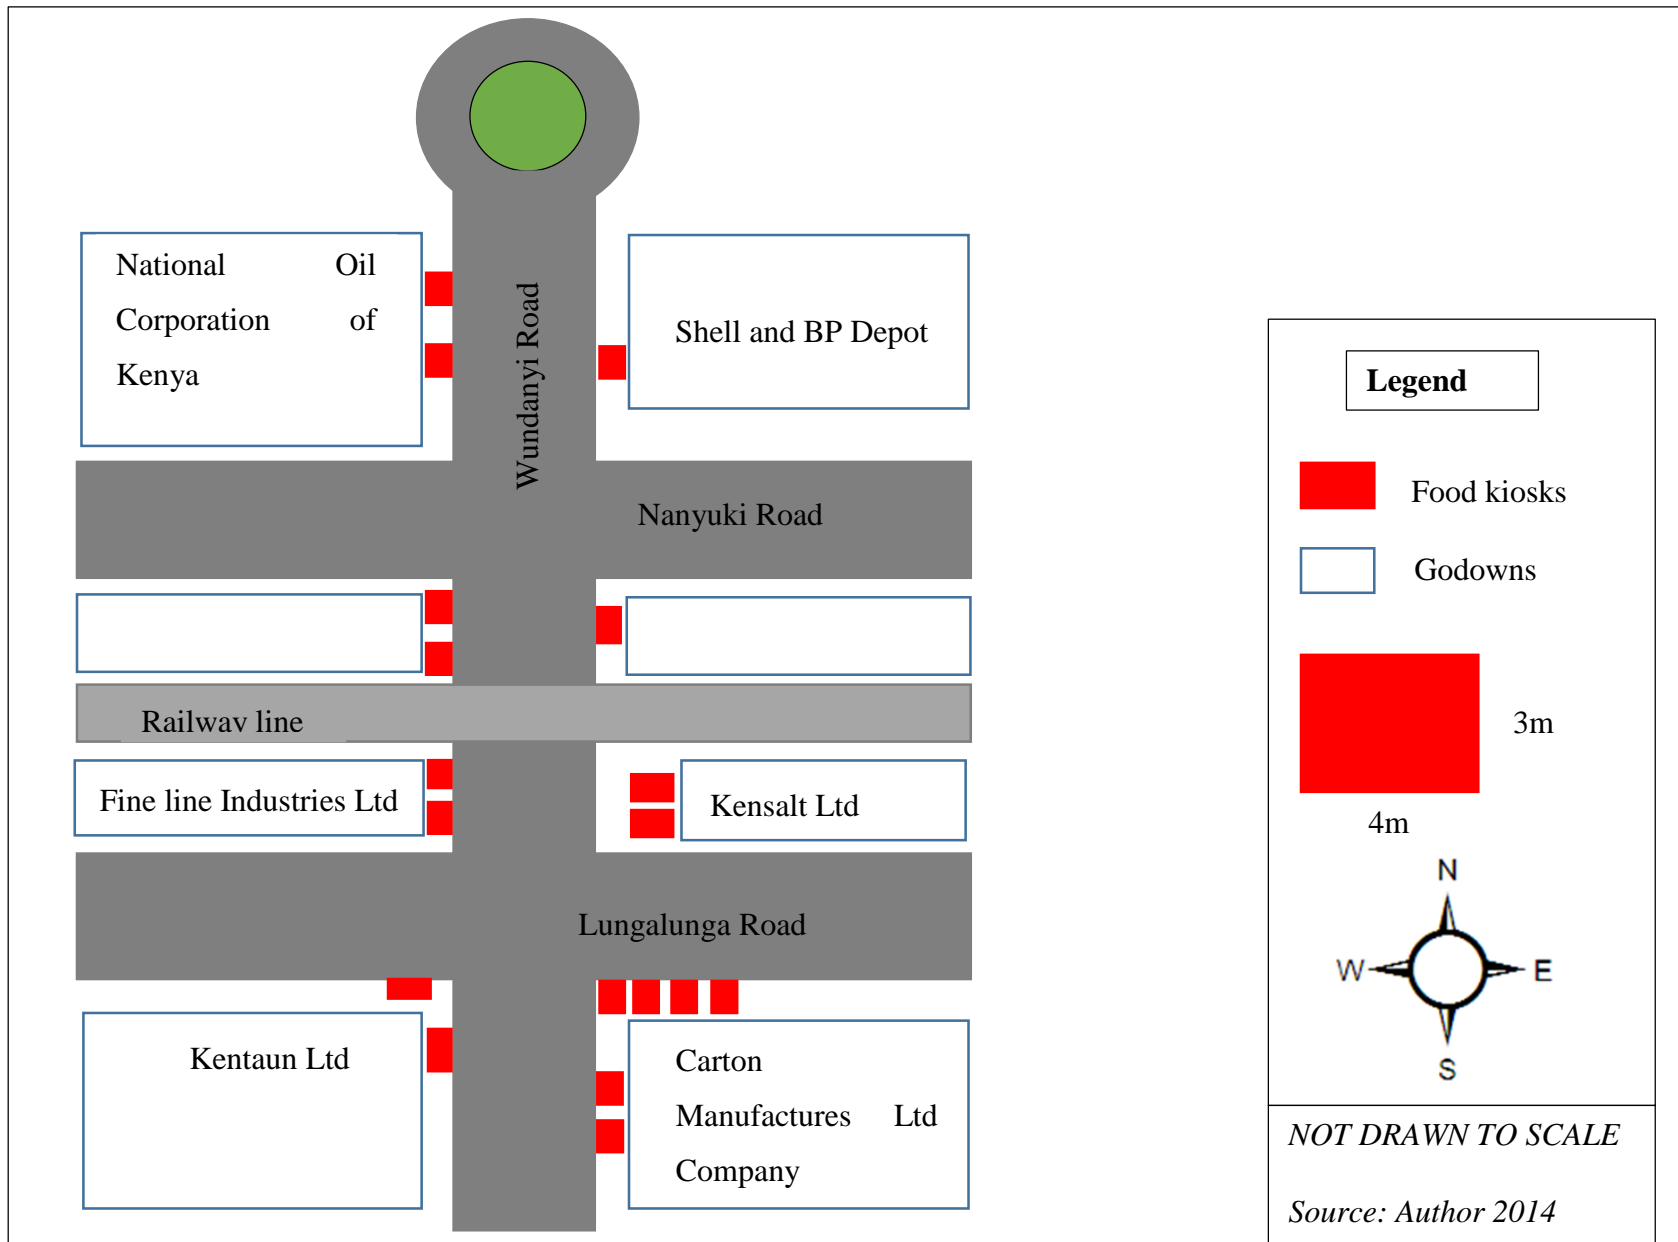 National Oil
Corporation of
Kenya
Wundanyi Road
Shell and BP Depot
Nanyuki Road
Railwav line
Fine line Industries Ltd
Kensalt Ltd
Lungalunga Road
Kentaun Ltd
Carton
Manufactures Ltd
Company
Legend
Food kiosks
Godowns
3m
4m
N
W E
S
NOT DRAWN TO SCALE
Source: Author 2014